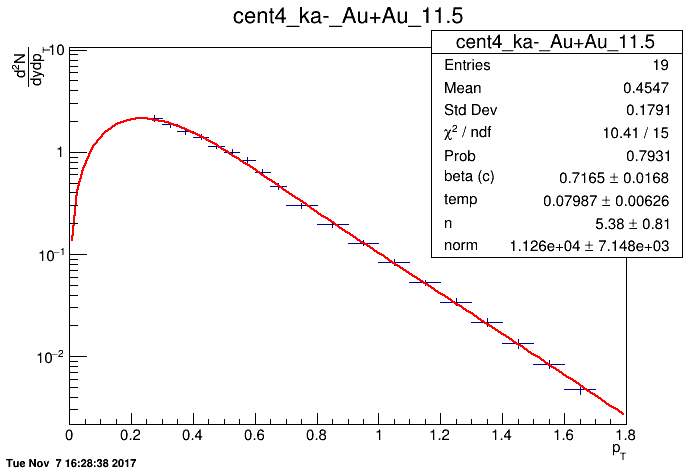 cent4_ka-_Au+Au_11.5
cent4_ka-_Au+Au_11.5
Entries 19
Mean 0.4547
Std Dev 0.1791
χ² / ndf 10.41 / 15
Prob 0.7931
beta (c) 0.7165 ± 0.0168
temp 0.07987 ± 0.00626
n 5.38 ± 0.81
norm 1.126e+04 ± 7.148e+03
d²N
dydp_T
10
1
10⁻¹
10⁻²
0 0.2 0.4 0.6 0.8 1 1.2 1.4 1.6 1.8
p_T
Tue Nov 7 16:28:38 2017